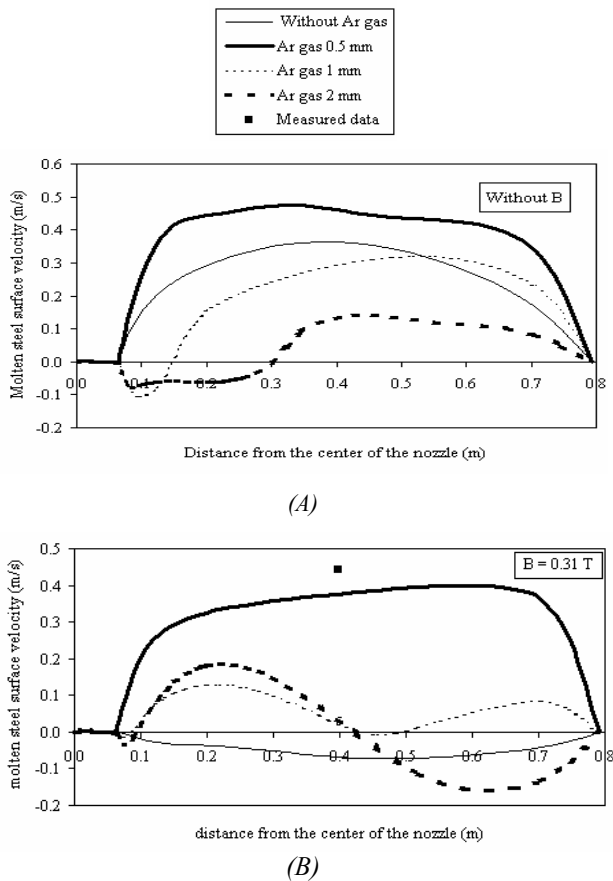 Without Ar gas
Ar gas 0.5 mm
Ar gas 1 mm
Ar gas 2 mm
Measured data
Molten steel surface velocity (m/s)
0.6
0.5
0.4
0.3
0.2
0.1
0.0
-0.1
-0.2
Without B
0.0 0.1 0.2 0.3 0.4 0.5 0.6 0.7 0.8
Distance from the center of the nozzle (m)
(A)
molten steel surface velocity (m/s)
0.5
0.4
0.3
0.2
0.1
0.0
-0.1
-0.2
B = 0.31 T
0.0 0.1 0.2 0.3 0.4 0.5 0.6 0.7 0.8
distance from the center of the nozzle (m)
(B)